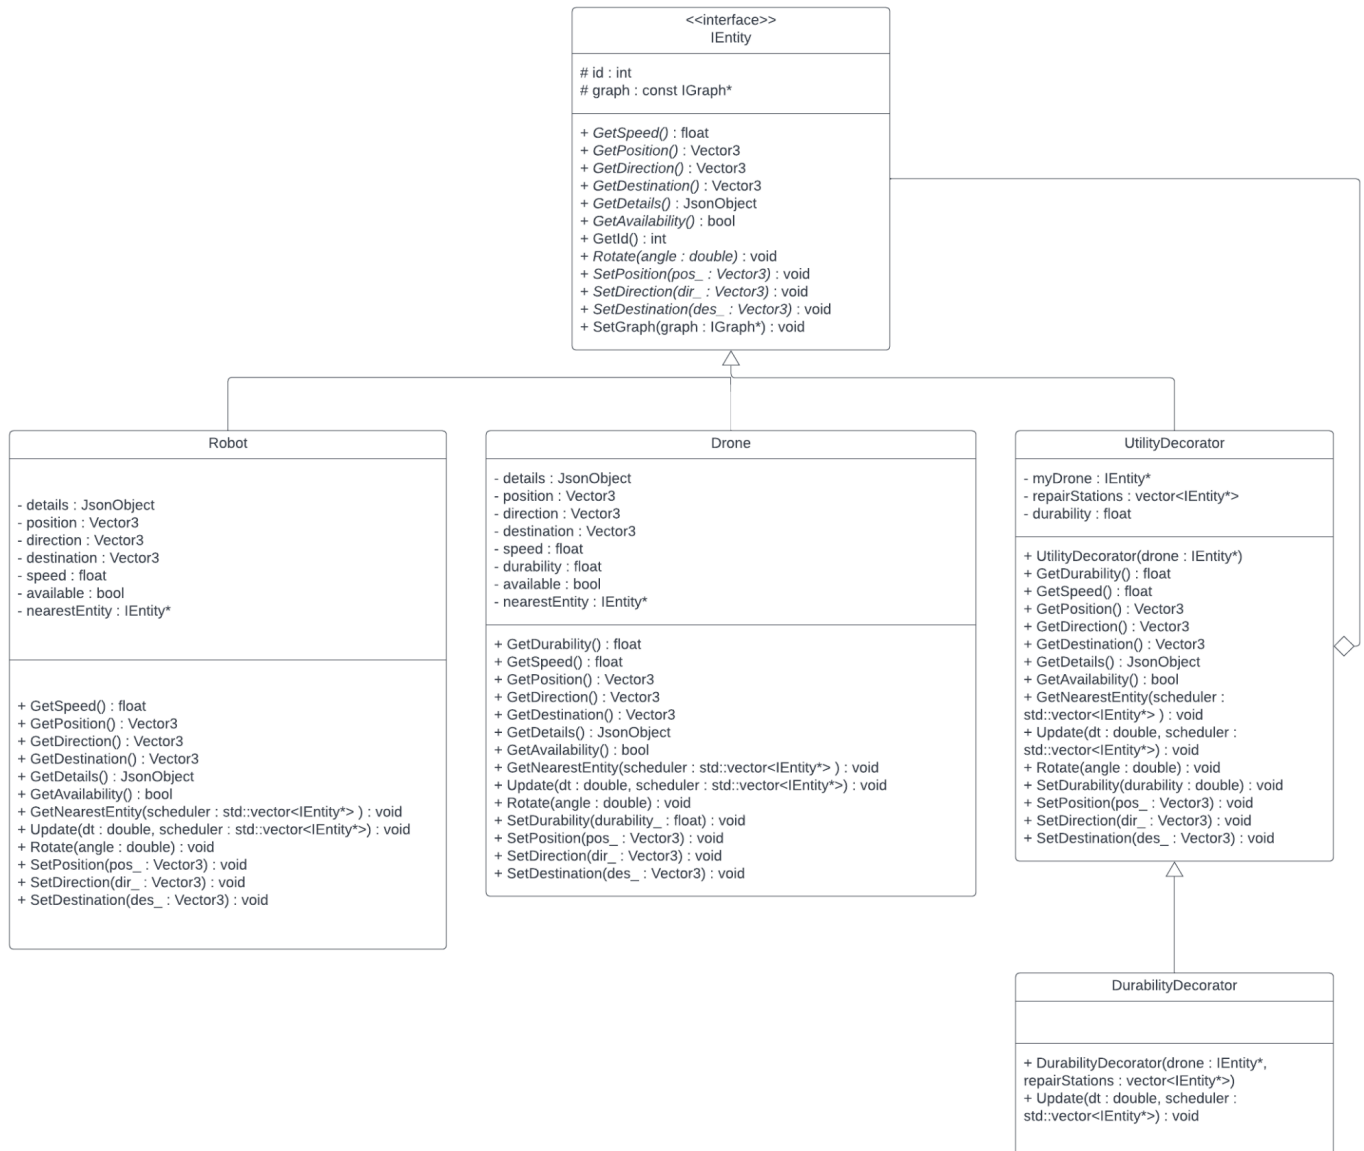 <<interface>>
IEntity
# id : int
# graph : const IGraph*
+ GetSpeed() : float
+ GetPosition() : Vector3
+ GetDirection() : Vector3
+ GetDestination() : Vector3
+ GetDetails() : JsonObject
+ GetAvailability() : bool
+ GetId() : int
+ Rotate(angle : double) : void
+ SetPosition(pos_ : Vector3) : void
+ SetDirection(dir_ : Vector3) : void
+ SetDestination(des_ : Vector3) : void
+ SetGraph(graph : IGraph*) : void
Robot
- details : JsonObject
- position : Vector3
- direction : Vector3
- destination : Vector3
- speed : float
- available : bool
- nearestEntity : IEntity*
+ GetSpeed() : float
+ GetPosition() : Vector3
+ GetDirection() : Vector3
+ GetDestination() : Vector3
+ GetDetails() : JsonObject
+ GetAvailability() : bool
+ GetNearestEntity(scheduler : std::vector<IEntity*> ) : void
+ Update(dt : double, scheduler : std::vector<IEntity*>) : void
+ Rotate(angle : double) : void
+ SetPosition(pos_ : Vector3) : void
+ SetDirection(dir_ : Vector3) : void
+ SetDestination(des_ : Vector3) : void
Drone
- details : JsonObject
- position : Vector3
- direction : Vector3
- destination : Vector3
- speed : float
- durability : float
- available : bool
- nearestEntity : IEntity*
+ GetDurability() : float
+ GetSpeed() : float
+ GetPosition() : Vector3
+ GetDirection() : Vector3
+ GetDestination() : Vector3
+ GetDetails() : JsonObject
+ GetAvailability() : bool
+ GetNearestEntity(scheduler : std::vector<IEntity*> ) : void
+ Update(dt : double, scheduler : std::vector<IEntity*>) : void
+ Rotate(angle : double) : void
+ SetDurability(durability_ : float) : void
+ SetPosition(pos_ : Vector3) : void
+ SetDirection(dir_ : Vector3) : void
+ SetDestination(des_ : Vector3) : void
UtilityDecorator
- myDrone : IEntity*
- repairStations : vector<IEntity*>
- durability : float
+ UtilityDecorator(drone : IEntity*)
+ GetDurability() : float
+ GetSpeed() : float
+ GetPosition() : Vector3
+ GetDirection() : Vector3
+ GetDestination() : Vector3
+ GetDetails() : JsonObject
+ GetAvailability() : bool
+ GetNearestEntity(scheduler :
std::vector<IEntity*> ) : void
+ Update(dt : double, scheduler :
std::vector<IEntity*>) : void
+ Rotate(angle : double) : void
+ SetDurability(durability : double) : void
+ SetPosition(pos_ : Vector3) : void
+ SetDirection(dir_ : Vector3) : void
+ SetDestination(des_ : Vector3) : void
DurabilityDecorator
+ DurabilityDecorator(drone : IEntity*,
repairStations : vector<IEntity*>)
+ Update(dt : double, scheduler :
std::vector<IEntity*>) : void